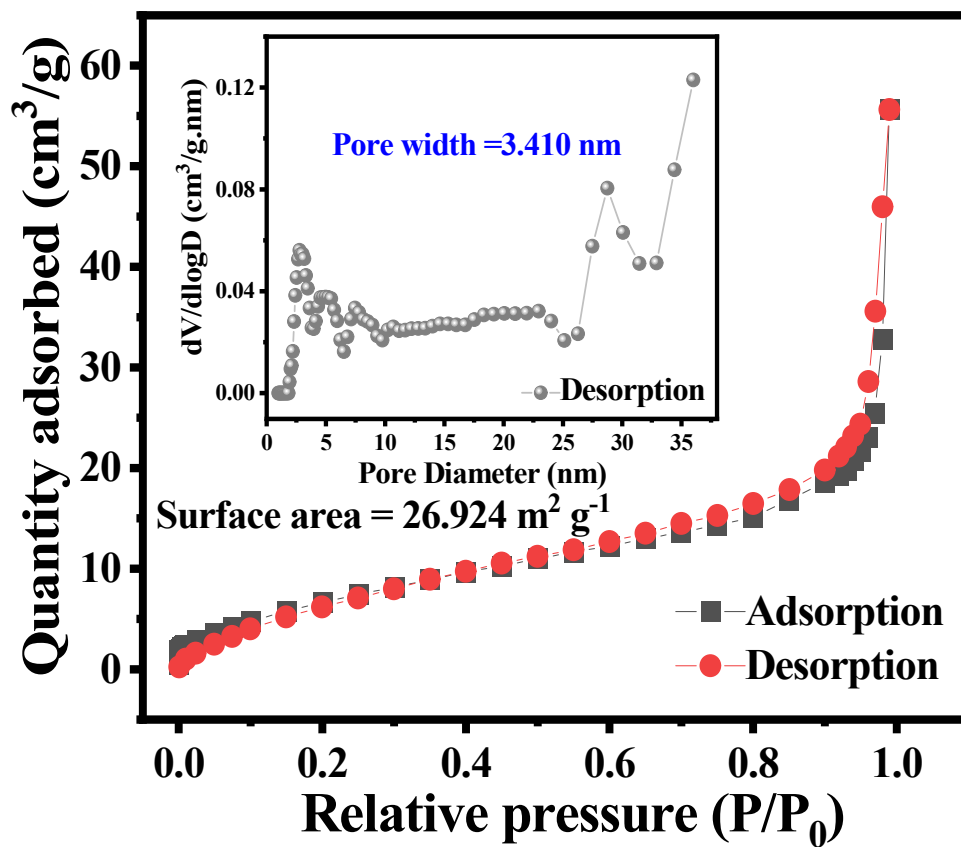 Quantity adsorbed (cm³/g)
60
50
40
30
20
10
0
dV/dlogD (cm³/g.nm)
0.12
0.08
0.04
0.00
Pore width =3.410 nm
Desorption
0 5 10 15 20 25 30 35
Pore Diameter (nm)
Surface area = 26.924 m² g⁻¹
Adsorption
Desorption
0.0 0.2 0.4 0.6 0.8 1.0
Relative pressure (P/P₀)